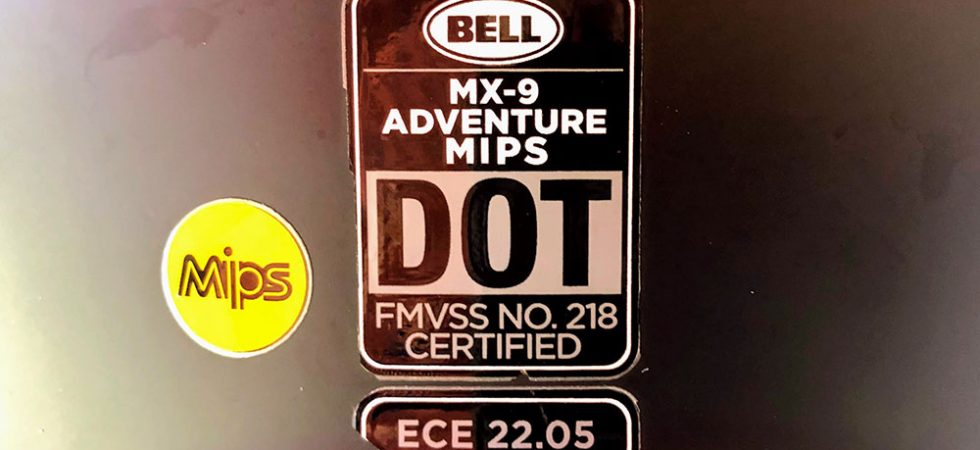 BELL
MX-9
ADVENTURE
MIPS
DOT
FMVSS NO. 218
CERTIFIED
Mips
ECE 22.05